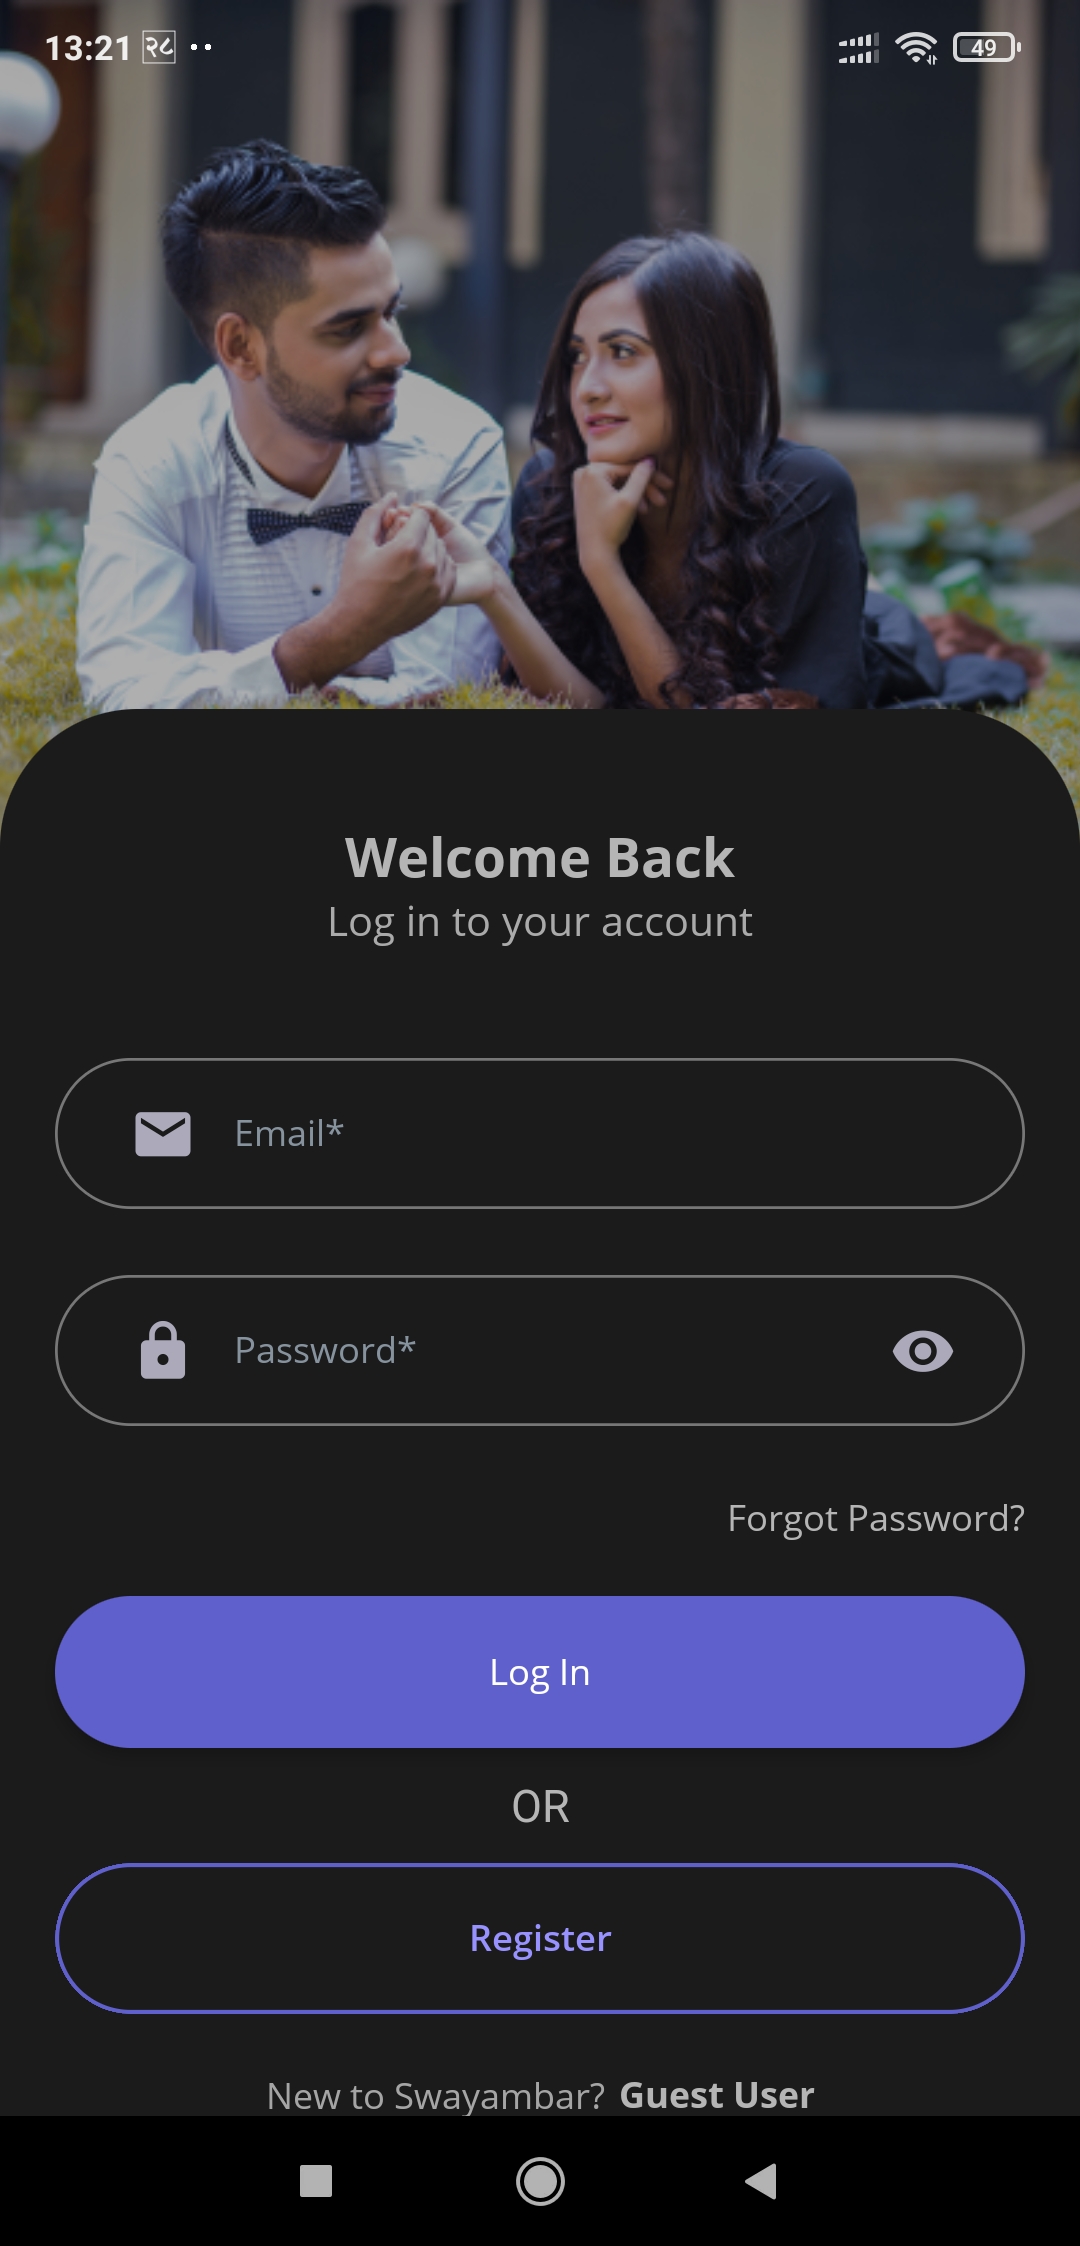 13:21 २८
49
Welcome Back
Log in to your account
Email*
Password*
Forgot Password?
Log In
OR
Register
New to Swayambar? Guest User